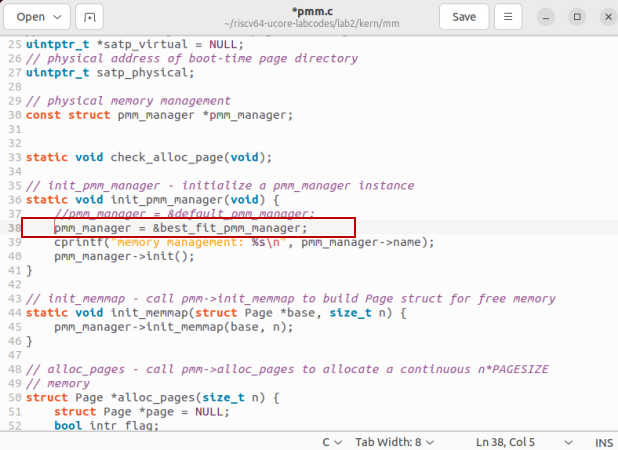 Open
*pmm.c
~/riscv64-ucore-labcodes/lab2/kern/mm
Save
25 uintptr_t *satp_virtual = NULL;
26 // physical address of boot-time page directory
27 uintptr_t satp_physical;
28
29 // physical memory management
30 const struct pmm_manager *pmm_manager;
31
32
33 static void check_alloc_page(void);
34
35 // init_pmm_manager - initialize a pmm_manager instance
36 static void init_pmm_manager(void) {
37     //pmm_manager = &default_pmm_manager;
38     pmm_manager = &best_fit_pmm_manager;
39     cprintf("memory management: %s\n", pmm_manager->name);
40     pmm_manager->init();
41 }
42
43 // init_memmap - call pmm->init_memmap to build Page struct for free memory
44 static void init_memmap(struct Page *base, size_t n) {
45     pmm_manager->init_memmap(base, n);
46 }
47
48 // alloc_pages - call pmm->alloc_pages to allocate a continuous n*PAGESIZE
49 // memory
50 struct Page *alloc_pages(size_t n) {
51     struct Page *page = NULL;
52     bool intr_flag;
C Tab Width: 8 Ln 38, Col 5 INS